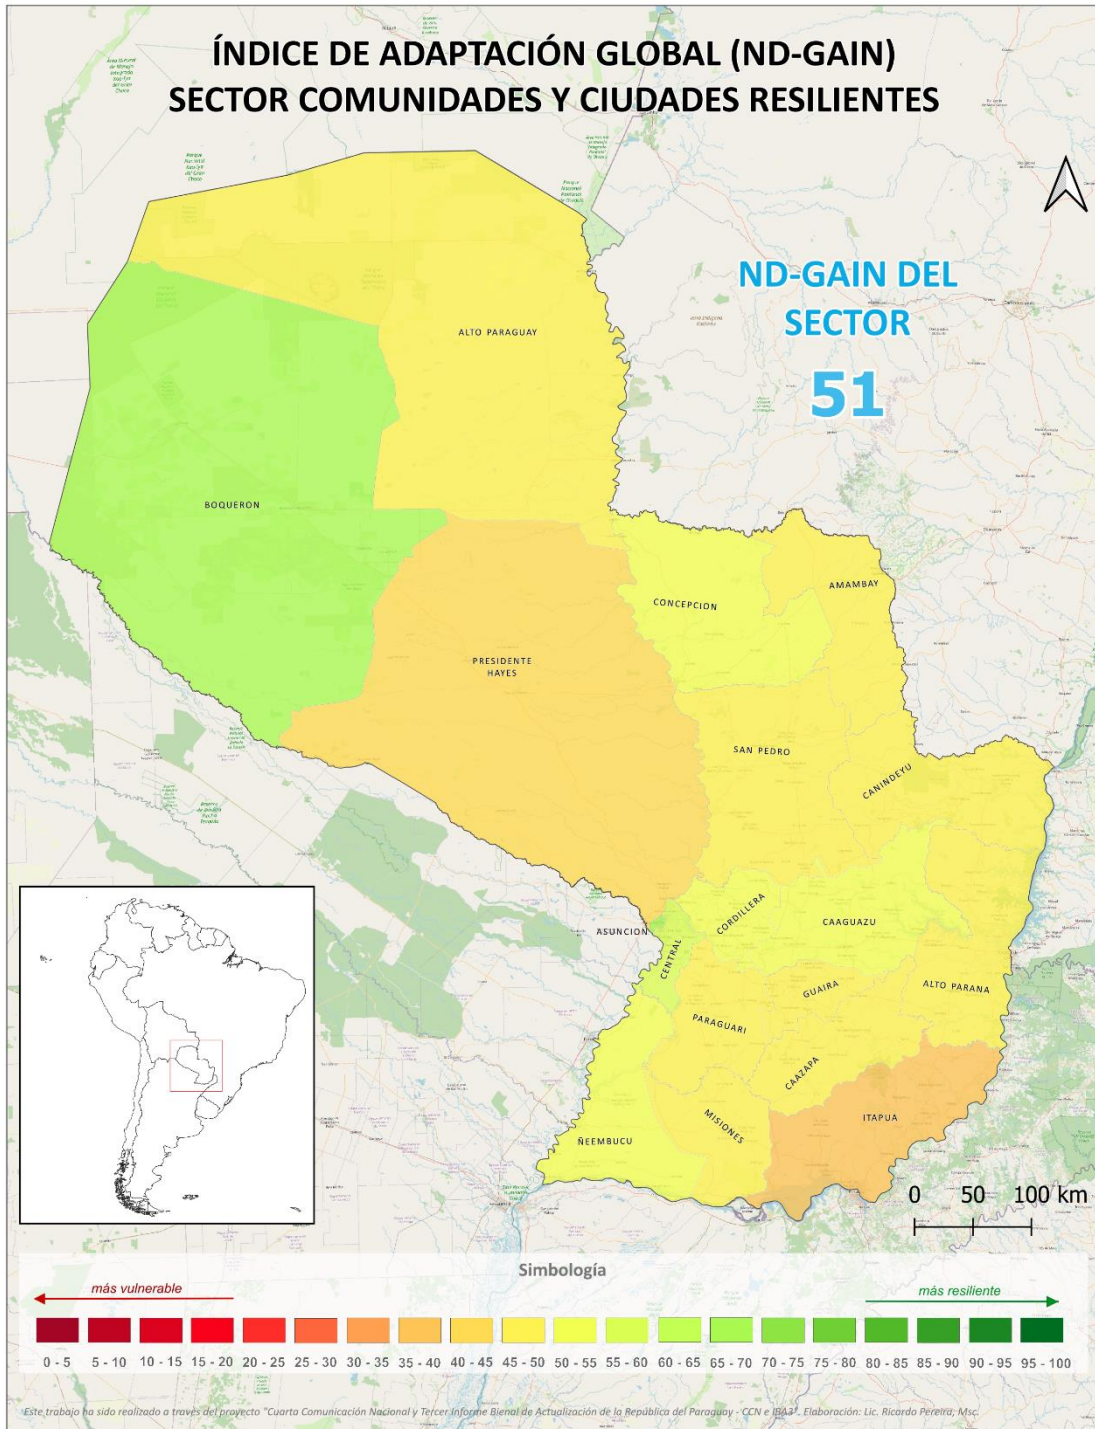 ÍNDICE DE ADAPTACIÓN GLOBAL (ND-GAIN)
SECTOR COMUNIDADES Y CIUDADES RESILIENTES
ND-GAIN DEL
SECTOR
51
ALTO PARAGUAY
BOQUERON
CONCEPCION
AMAMBAY
PRESIDENTE
HAYES
SAN PEDRO
CANINDEYU
ASUNCION
CENTRAL
CORDILLERA
CAAGUAZU
GUAIRA
ALTO PARANA
PARAGUARI
CAAZAPA
MISIONES
ITAPUA
ÑEEMBUCU
0 50 100 km
Simbología
más vulnerable
más resiliente
0 - 5 5 - 10 10 - 15 15 - 20 20 - 25 25 - 30 30 - 35 35 - 40 40 - 45 45 - 50 50 - 55 55 - 60 60 - 65 65 - 70 70 - 75 75 - 80 80 - 85 85 - 90 90 - 95 95 - 100
Este trabajo ha sido realizado a través del proyecto "Cuarta Comunicación Nacional y Tercer Informe Bienal de Actualización de la República del Paraguay - CCN e IBA3". Elaboración: Lic. Ricardo Pereira, Msc.